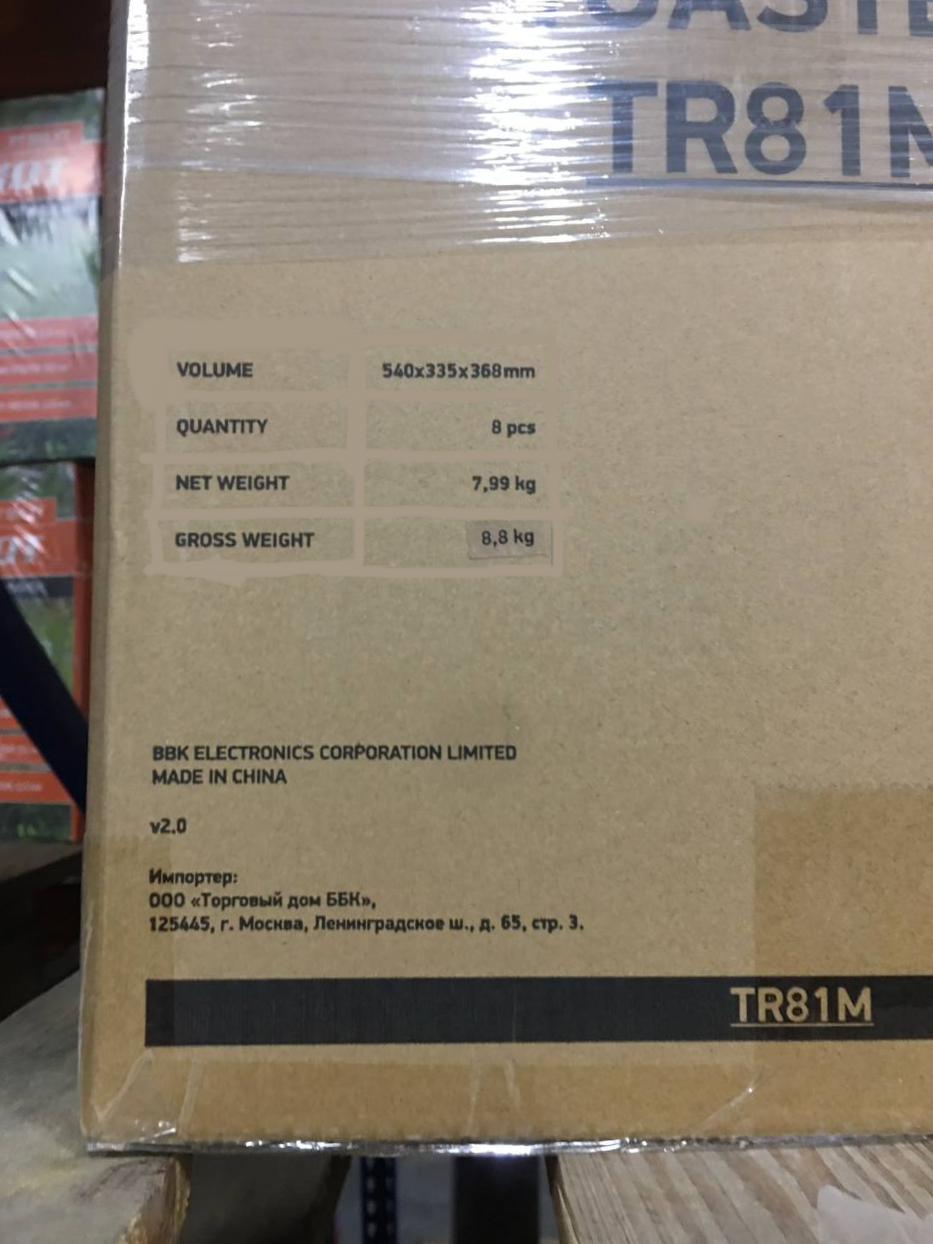 TR81M
VOLUME 540x335x368mm
QUANTITY 8 pcs
NET WEIGHT 7,99 kg
GROSS WEIGHT 8,8 kg
BBK ELECTRONICS CORPORATION LIMITED
MADE IN CHINA
v2.0
Импортер:
ООО «Торговый дом ББК»,
125445, г. Москва, Ленинградское ш., д. 65, стр. 3.
TR81M